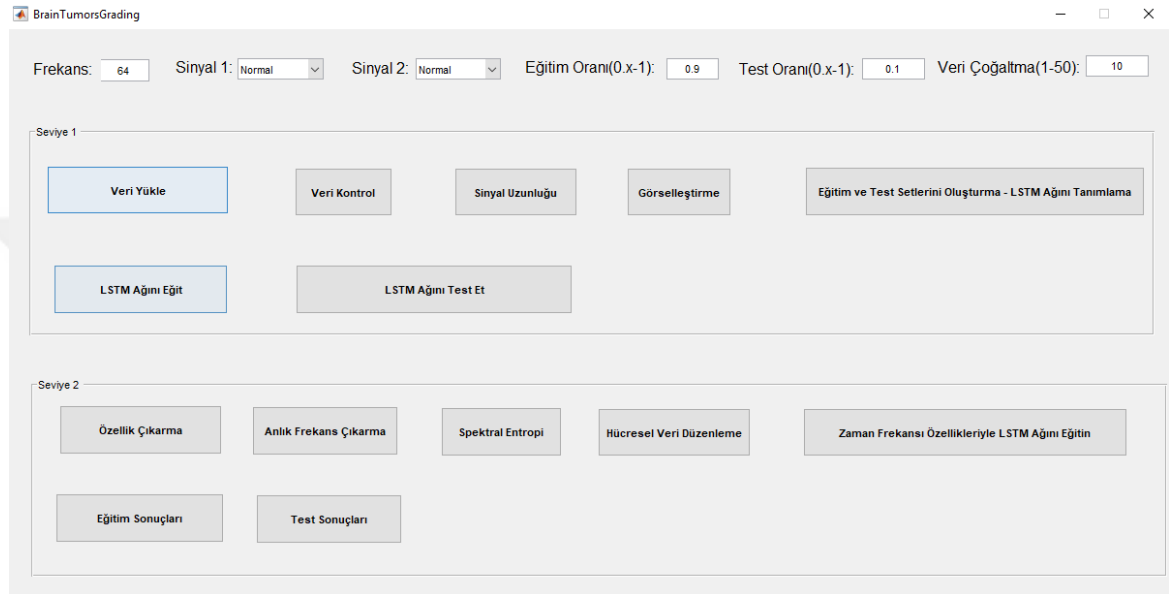 BrainTumorsGrading
Frekans: 64 Sinyal 1: Normal Sinyal 2: Normal Eğitim Oranı(0.x-1): 0.9 Test Oranı(0.x-1): 0.1 Veri Çoğaltma(1-50): 10
Seviye 1
Veri Yükle Veri Kontrol Sinyal Uzunluğu Görselleştirme Eğitim ve Test Setlerini Oluşturma - LSTM Ağını Tanımlama
LSTM Ağını Eğit LSTM Ağını Test Et
Seviye 2
Özellik Çıkarma Anlık Frekans Çıkarma Spektral Entropi Hücresel Veri Düzenleme Zaman Frekansı Özellikleriyle LSTM Ağını Eğitin
Eğitim Sonuçları Test Sonuçları